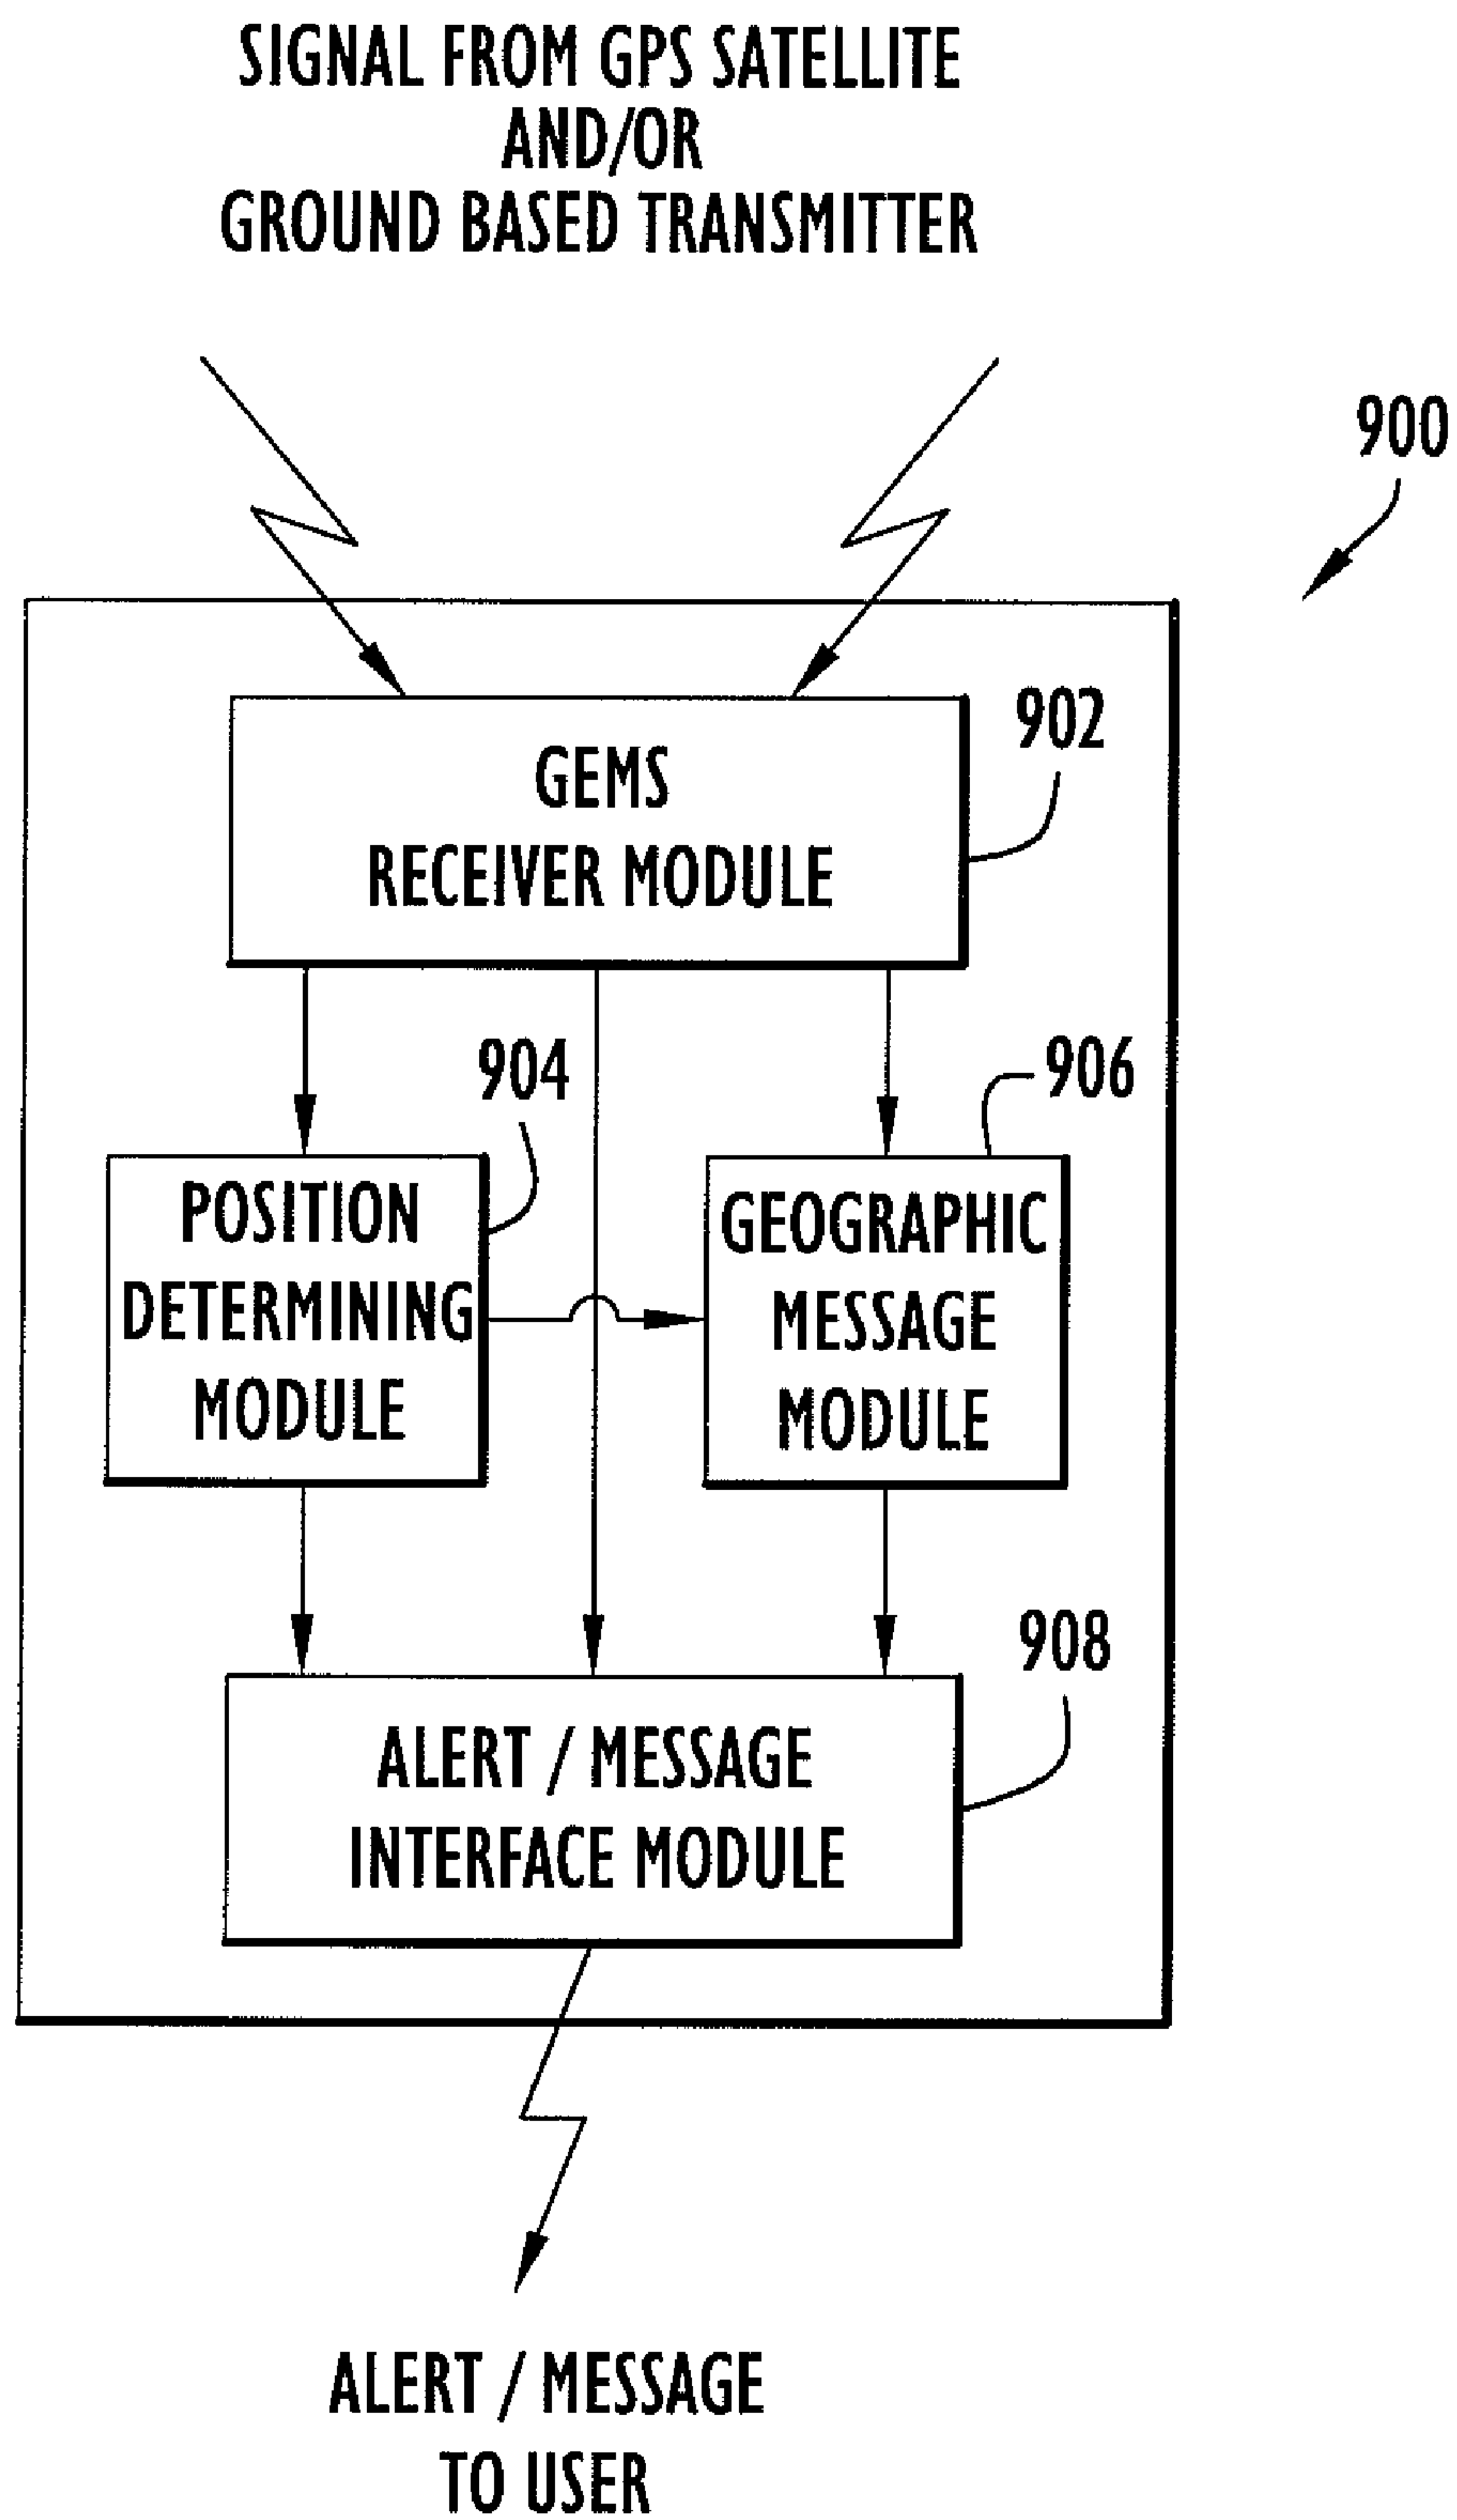 SIGNAL FROM GPS SATELLITE
AND/OR
GROUND BASED TRANSMITTER
900
902
GEMS
RECEIVER MODULE
904
906
POSITION
DETERMINING
MODULE
GEOGRAPHIC
MESSAGE
MODULE
908
ALERT / MESSAGE
INTERFACE MODULE
ALERT / MESSAGE
TO USER